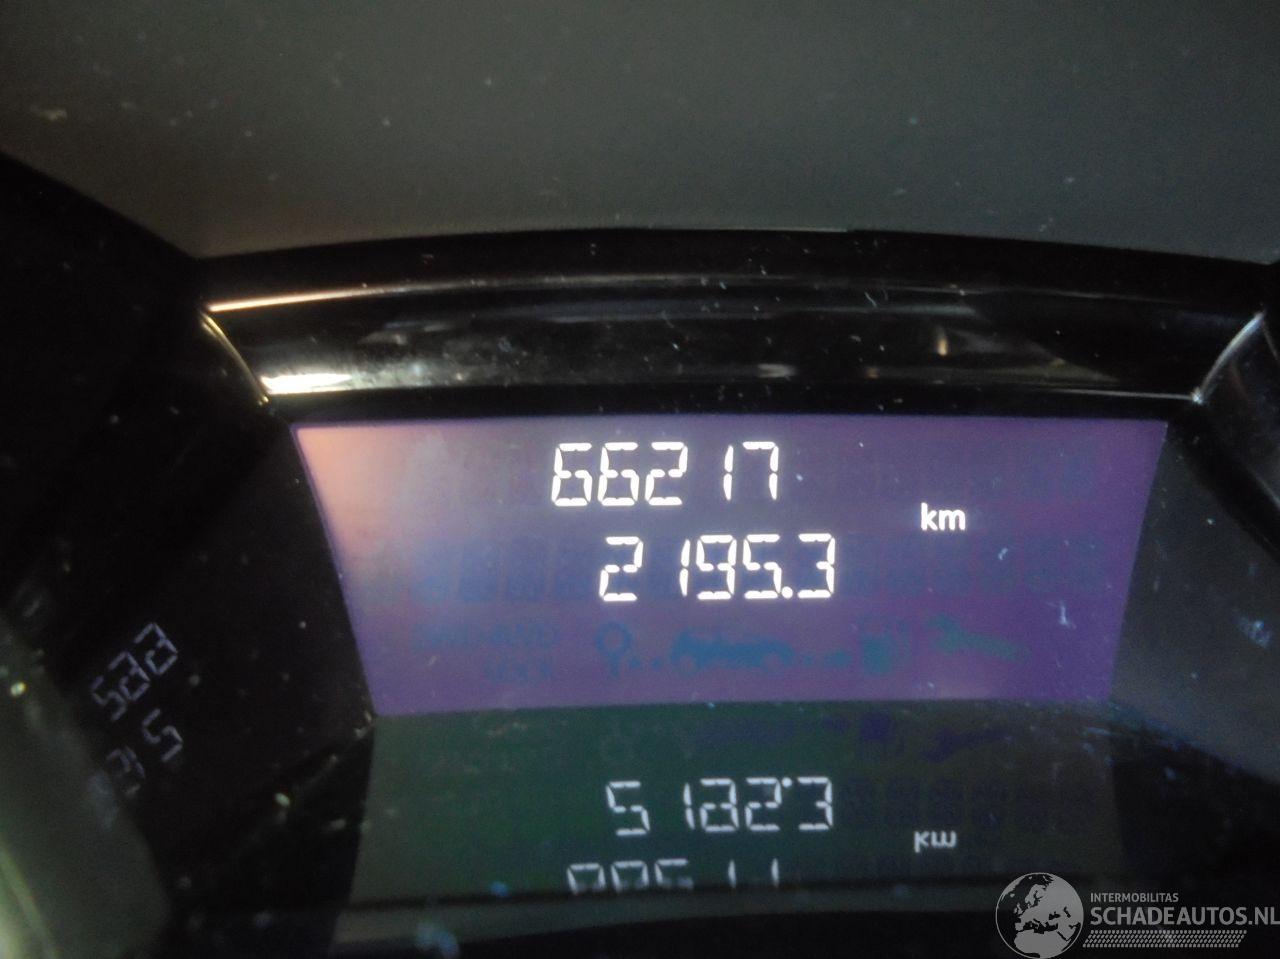 66217
km
2195.3
INTERMOBILITAS
SCHADEAUTOS.NL